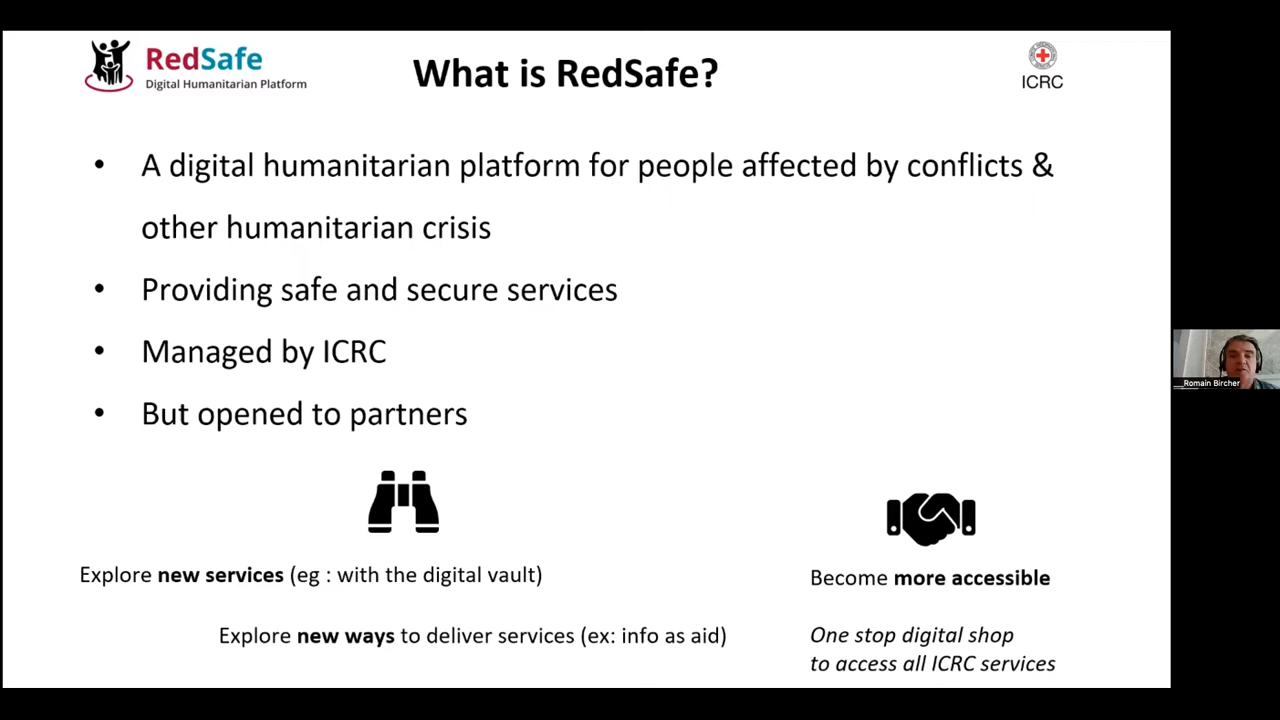 RedSafe
Digital Humanitarian Platform
What is RedSafe?
ICRC
• A digital humanitarian platform for people affected by conflicts &
other humanitarian crisis
• Providing safe and secure services
• Managed by ICRC
• But opened to partners
Explore new services (eg : with the digital vault)
Explore new ways to deliver services (ex: info as aid)
Become more accessible
One stop digital shop
to access all ICRC services
__Romain Bircher